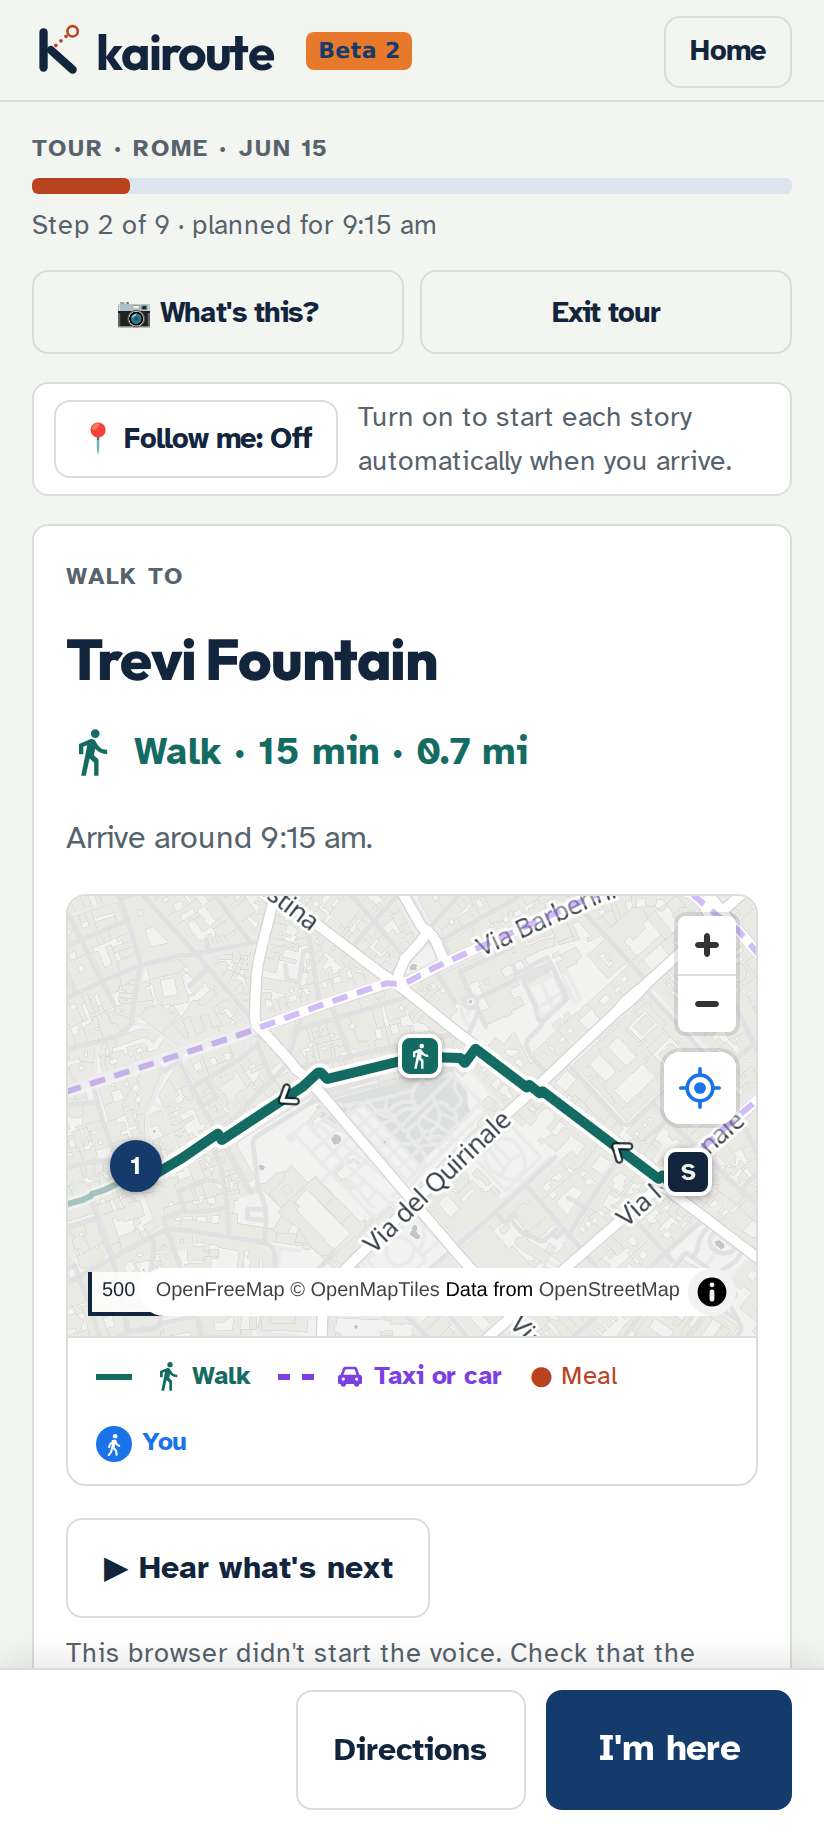 kairoute
Beta 2
Home
TOUR · ROME · JUN 15
Step 2 of 9 · planned for 9:15 am
What's this?
Exit tour
Follow me: Off
Turn on to start each story
automatically when you arrive.
WALK TO
Trevi Fountain
Walk · 15 min · 0.7 mi
Arrive around 9:15 am.
stina
Via Barberini
+
−
1
S
Via del Quirinale
Via
nale
500
OpenFreeMap © OpenMapTiles Data from OpenStreetMap
Walk
Taxi or car
Meal
You
▶ Hear what's next
This browser didn't start the voice. Check that the
Directions
I'm here